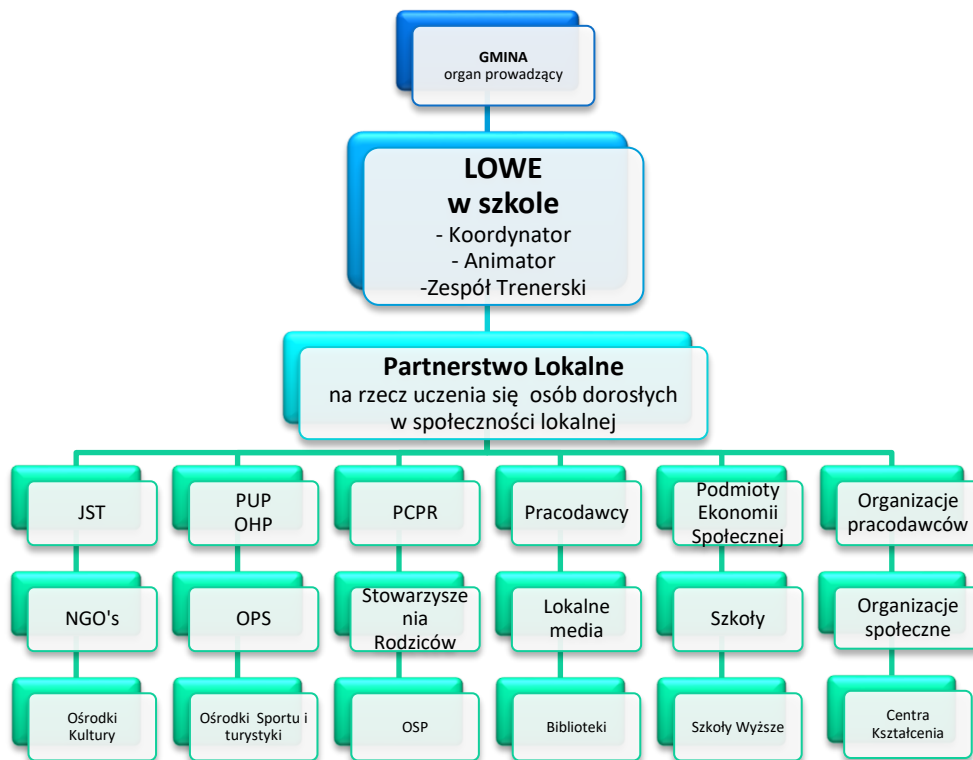 GMINA
organ prowadzący
LOWE
w szkole
- Koordynator
- Animator
-Zespół Trenerski
Partnerstwo Lokalne
na rzecz uczenia się osób dorosłych
w społeczności lokalnej
JST
PUP
OHP
PCPR
Pracodawcy
Podmioty
Ekonomii
Społecznej
Organizacje
pracodawców
NGO's
OPS
Stowarzysze
nia
Rodziców
Lokalne
media
Szkoły
Organizacje
społeczne
Ośrodki
Kultury
Ośrodki Sportu i
turystyki
OSP
Biblioteki
Szkoły Wyższe
Centra
Kształcenia